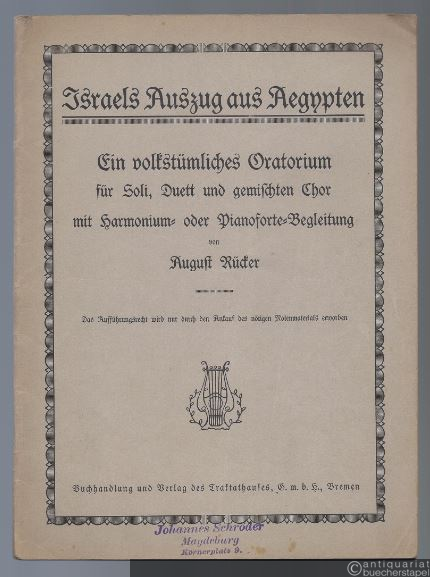 Israels Auszug aus Aegypten
Ein volkstümliches Oratorium
für Soli, Duett und gemischten Chor
mit Harmonium- oder Pianoforte-Begleitung
von
August Rücker
Das Aufführungsrecht wird nur durch den Ankauf des nötigen Notenmaterials erworben
Buchhandlung und Verlag des Traktathauses, G. m. b. H., Bremen
Johannes Schröder
Magdeburg
Körnerplatz 9.
antiquariat
buecherstapel